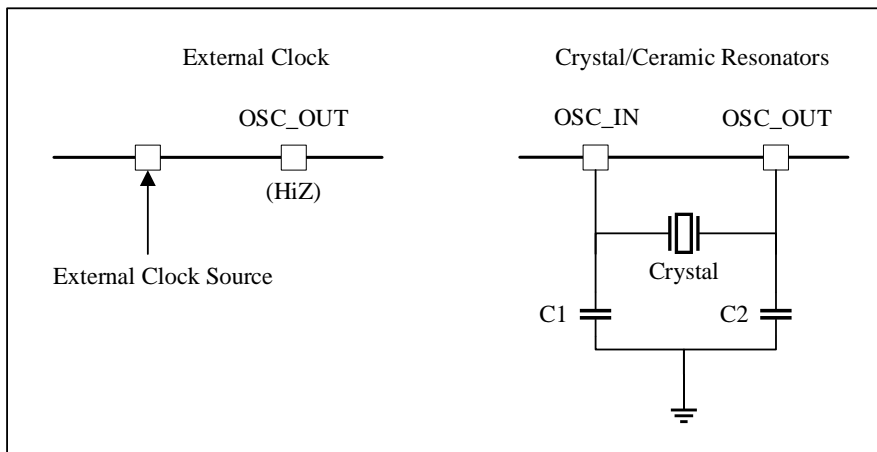 External Clock
OSC_OUT
(HiZ)
External Clock Source
Crystal/Ceramic Resonators
OSC_IN
OSC_OUT
Crystal
C1
C2